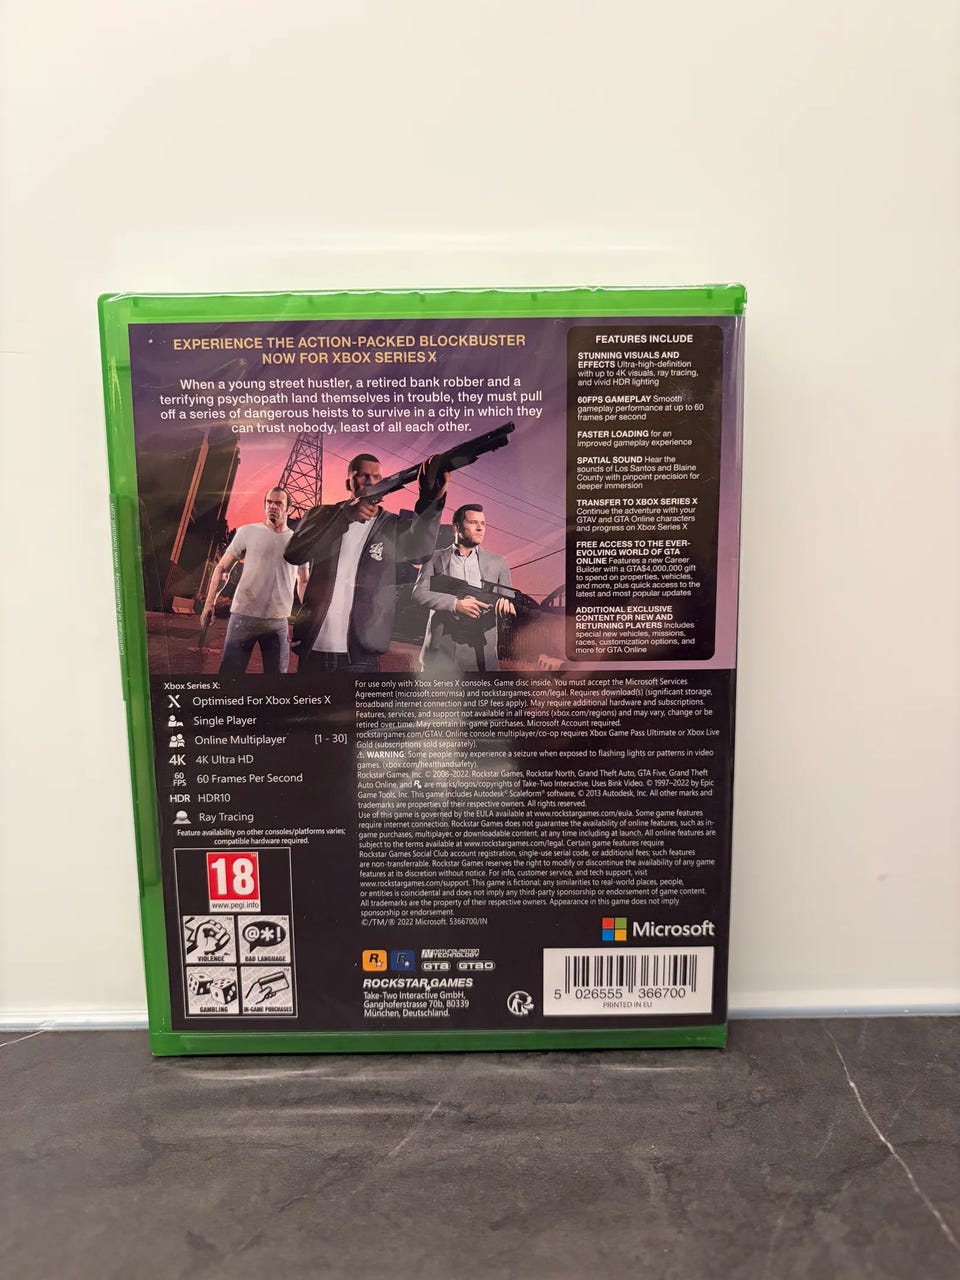 EXPERIENCE THE ACTION-PACKED BLOCKBUSTER
NOW FOR XBOX SERIES X
When a young street hustler, a retired bank robber and a
terrifying psychopath land themselves in trouble, they must pull
off a series of dangerous heists to survive in a city in which they
can trust nobody, least of all each other.
FEATURES INCLUDE
STUNNING VISUALS AND
EFFECTS Ultra-high-definition
with up to 4K visuals, ray tracing,
and vivid HDR lighting
60FPS GAMEPLAY Smooth
gameplay performance at up to 60
frames per second
FASTER LOADING for an
improved gameplay experience
SPATIAL SOUND Hear the
sounds of Los Santos and Blaine
County with pinpoint precision for
deeper immersion
TRANSFER TO XBOX SERIES X
Continue the adventure with your
GTAV and GTA Online characters
and progress on Xbox Series X
FREE ACCESS TO THE EVER-
EVOLVING WORLD OF GTA
ONLINE Features a new Career
Builder with a GTA$4,000,000 gift
to spend on properties, vehicles,
and more, plus quick access to the
latest and most popular updates
ADDITIONAL EXCLUSIVE
CONTENT FOR NEW AND
RETURNING PLAYERS Includes
special new vehicles, missions,
races, customization options, and
more for GTA Online
Xbox Series X:
X Optimised For Xbox Series X
Single Player
Online Multiplayer [1 - 30]
4K 4K Ultra HD
60 FPS 60 Frames Per Second
HDR HDR10
Ray Tracing
Feature availability on other consoles/platforms varies;
compatible hardware required.
18
www.pegi.info
VIOLENCE
@*!
BAD LANGUAGE
GAMBLING
IN-GAME PURCHASES
For use only with Xbox Series X consoles. Game disc inside. You must accept the Microsoft Services
Agreement (microsoft.com/msa) and rockstargames.com/legal. Requires download(s) (significant storage,
broadband internet connection and ISP fees apply). May require additional hardware and subscriptions.
Features, services, and support not available in all regions (xbox.com/regions) and may vary, change or be
retired over time. May contain in-game purchases. Microsoft Account required.
rockstargames.com/GTAV. Online console multiplayer/co-op requires Xbox Game Pass Ultimate or Xbox Live
Gold (subscriptions sold separately).
⚠ WARNING: Some people may experience a seizure when exposed to flashing lights or patterns in video
games. (xbox.com/healthandsafety).
Rockstar Games, Inc. © 2008-2022. Rockstar Games, Rockstar North, Grand Theft Auto, GTA Five, Grand Theft
Auto Online, and R* are marks/logos/copyrights of Take-Two Interactive. Uses Bink Video. © 1997-2022 by Epic
Game Tools, Inc. This game includes Autodesk® Scaleform® software, © 2013 Autodesk, Inc. All other marks and
trademarks are properties of their respective owners. All rights reserved.
Use of this game is governed by the EULA available at www.rockstargames.com/eula. Some game features
require internet connection. Rockstar Games does not guarantee the availability of online features, such as in-
game purchases, multiplayer, or downloadable content, at any time including at launch. All online features are
subject to the terms available at www.rockstargames.com/legal. Certain game features require
Rockstar Games Social Club account registration, single-use serial code, or additional fees; such features
are non-transferrable. Rockstar Games reserves the right to modify or discontinue the availability of any game
features at its discretion without notice. For info, customer service, and tech support, visit
www.rockstargames.com/support. This game is fictional; any similarities to real-world places, people,
or entities is coincidental and does not imply any third-party sponsorship or endorsement of game content.
All trademarks are the property of their respective owners. Appearance in this game does not imply
sponsorship or endorsement.
©/TM/® 2022 Microsoft. 5366700/IN
Microsoft
R* R* NATURALMOTION
TECHNOLOGY
GTA GTAO
ROCKSTAR GAMES
Take-Two Interactive GmbH,
Ganghoferstrasse 70b, 80339
München, Deutschland.
5 026555 366700
PRINTED IN EU